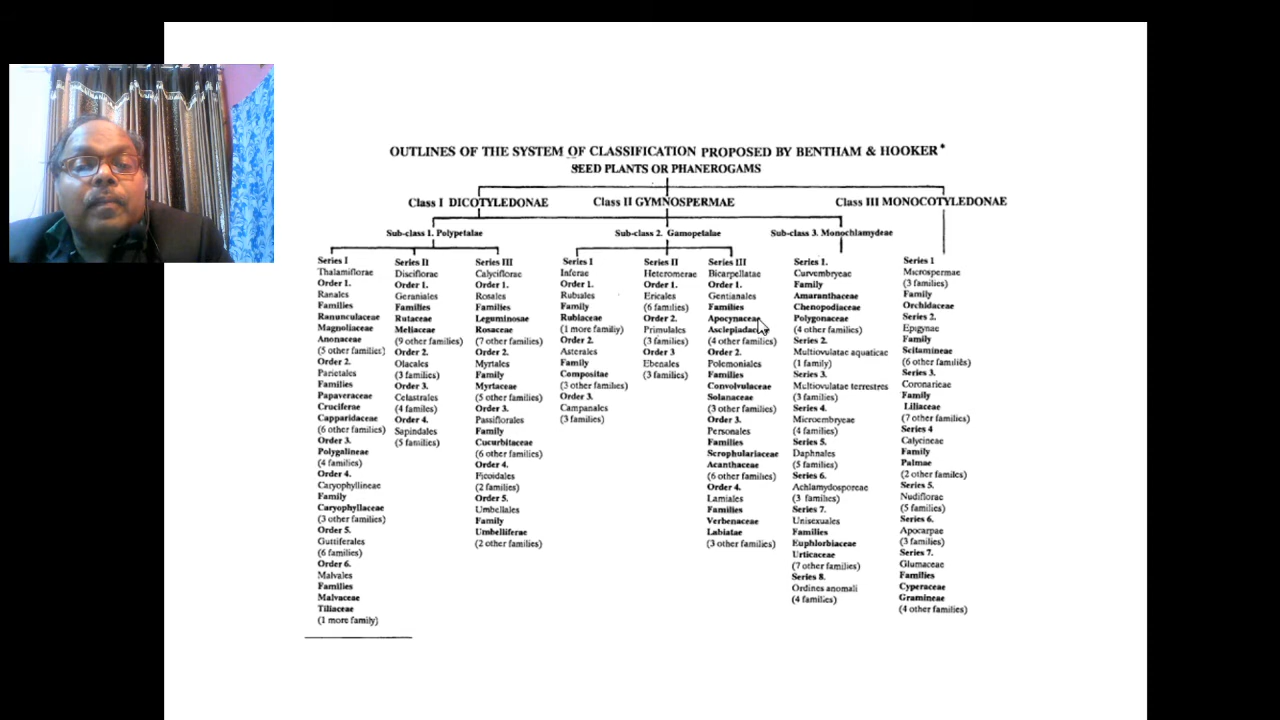 OUTLINES OF THE SYSTEM OF CLASSIFICATION PROPOSED BY BENTHAM & HOOKER*
SEED PLANTS OR PHANEROGAMS
Class I DICOTYLEDONAE
Class II GYMNOSPERMAE
Class III MONOCOTYLEDONAE
Sub-class 1. Polypetalae
Sub-class 2. Gamopetalae
Sub-class 3. Monochlamydeae
Series I
Thalamiflorae
Order 1.
Ranales
Families
Ranunculaceae
Magnoliaceae
Anonaceae
(5 other families)
Order 2.
Parietales
Families
Papaveraceae
Cruciferae
Capparidaceae
(6 other families)
Order 3.
Polygalineae
(4 families)
Order 4.
Caryophyllineae
Family
Caryophyllaceae
(3 other families)
Order 5.
Guttiferales
(6 families)
Order 6.
Malvales
Families
Malvaceae
Tiliaceae
(1 more family)
Series II
Disciflorae
Order 1.
Geraniales
Families
Rutaceae
Meliaceae
(9 other families)
Order 2.
Olacales
(3 families)
Order 3.
Celastrales
(4 familes)
Order 4.
Sapindales
(5 families)
Series III
Calyciflorae
Order 1.
Rosales
Families
Leguminosae
Rosaceae
(7 other families)
Order 2.
Myrtales
Family
Myrtaceae
(5 other families)
Order 3.
Passiflorales
Family
Cucurbitaceae
(6 other families)
Order 4.
Ficoidales
(2 families)
Order 5.
Umbellales
Family
Umbelliferae
(2 other families)
Series I
Inferae
Order 1.
Rubiales
Family
Rubiaceae
(1 more familiy)
Order 2.
Asterales
Family
Compositae
(3 other families)
Order 3.
Campanales
(3 families)
Series II
Heteromerae
Order 1.
Ericales
(6 families)
Order 2.
Primulales
(3 families)
Order 3
Ebenales
(3 families)
Series III
Bicarpellatae
Order 1.
Gentianales
Families
Apocynaceae
Asclepiadaceae
(4 other families)
Order 2.
Polemoniales
Families
Convolvulaceae
Solanaceae
(3 other families)
Order 3.
Personales
Families
Scrophulariaceae
Acanthaceae
(6 other families)
Order 4.
Lamiales
Families
Verbenaceae
Labiatae
(3 other families)
Series 1.
Curvembryeae
Family
Amaranthaceae
Chenopodiaceae
Polygonaceae
(4 other families)
Series 2.
Multiovulatae aquaticae
(1 family)
Series 3.
Multiovulatae terrestres
(3 families)
Series 4.
Microembryeae
(4 families)
Series 5.
Daphnales
(5 families)
Series 6.
Achlamydosporeae
(3 families)
Series 7.
Unisexuales
Families
Euphlorbiaceae
Urticaceae
(7 other families)
Series 8.
Ordines anomali
(4 families)
Series 1
Microspermae
(3 families)
Family
Orchidaceae
Series 2.
Epigynae
Family
Scitamineae
(6 other families)
Series 3.
Coronarieae
Family
Liliaceae
(7 other families)
Series 4
Calycineae
Family
Palmae
(2 other families)
Series 5.
Nudiflorae
(5 families)
Series 6.
Apocarpae
(3 families)
Series 7.
Glumaceae
Families
Cyperaceae
Gramineae
(4 other families)